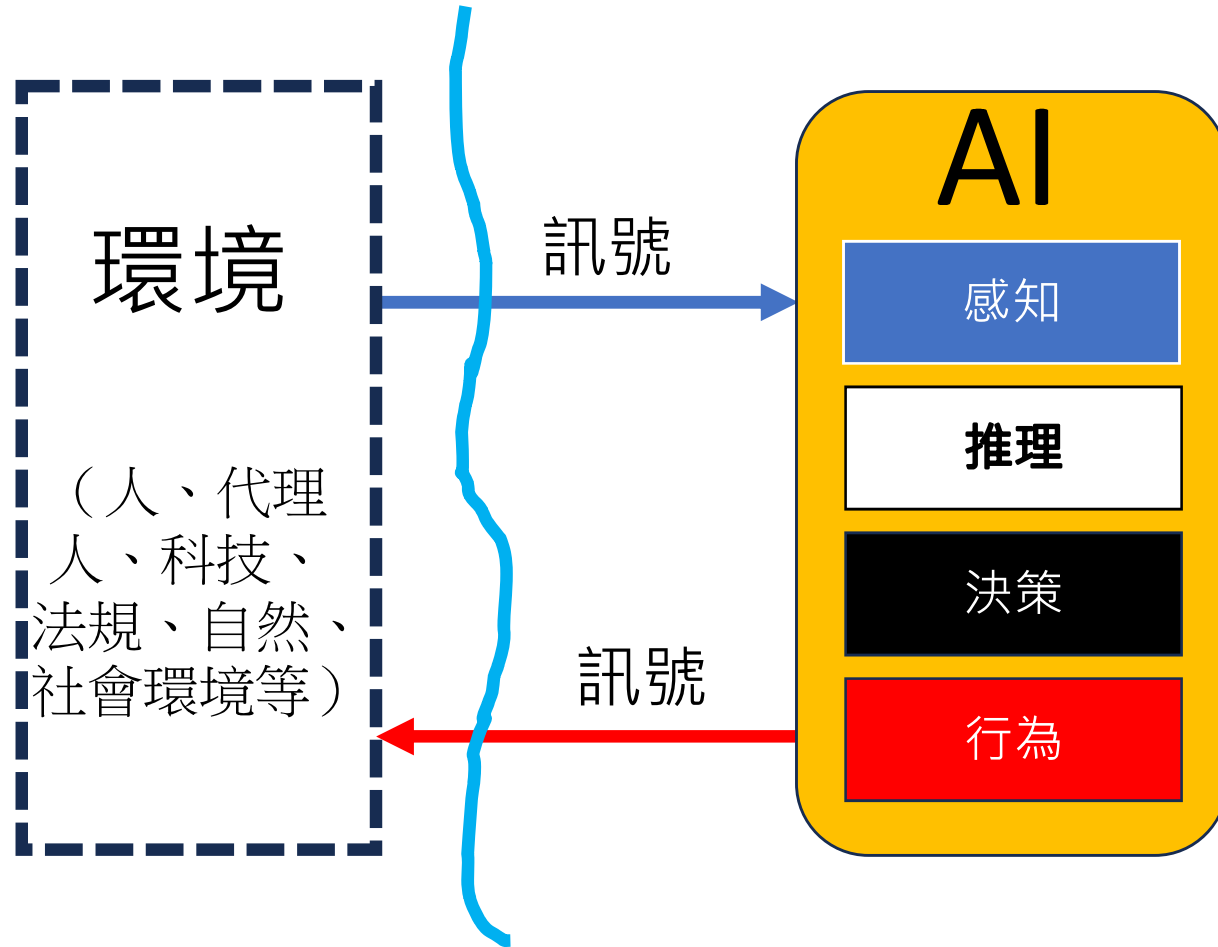 環境
（人、代理
人、科技、
法規、自然、
社會環境等）
訊號
訊號
AI
感知
推理
決策
行為